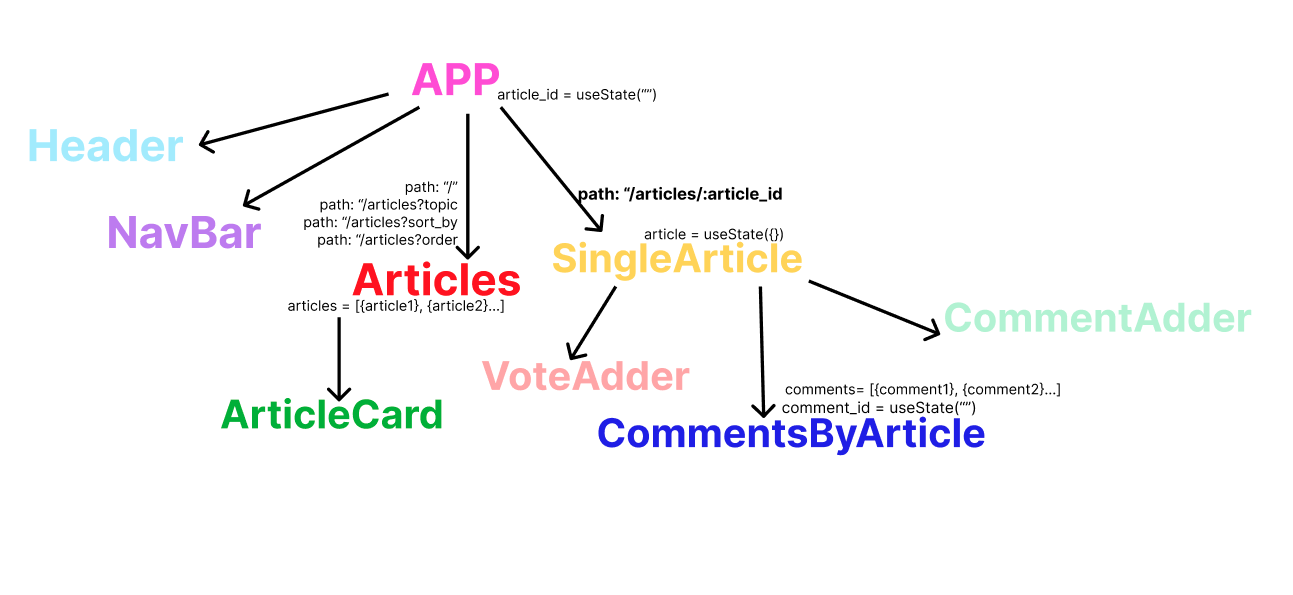 APP
article_id = useState(“”)
Header
NavBar
path: “/”
path: “/articles?topic
path: “/articles?sort_by
path: “/articles?order
Articles
articles = [{article1}, {article2}...]
ArticleCard
path: “/articles/:article_id
article = useState({})
SingleArticle
VoteAdder
CommentAdder
comments= [{comment1}, {comment2}...]
comment_id = useState(“”)
CommentsByArticle